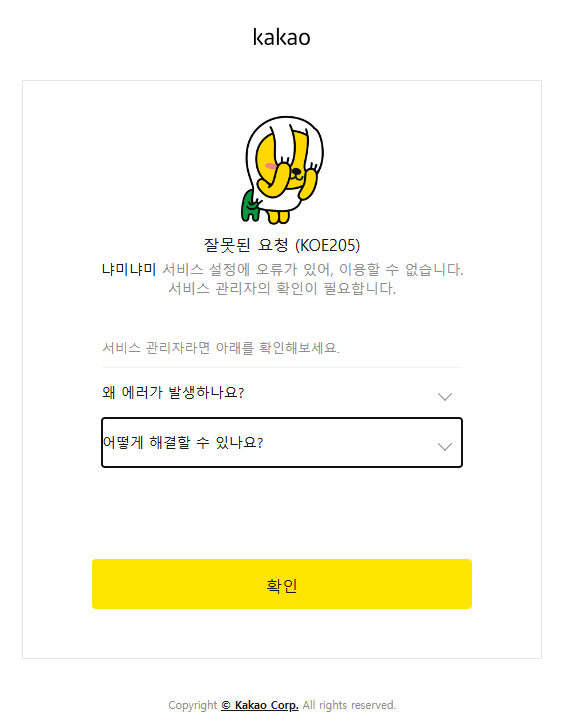 kakao
잘못된 요청 (KOE205)
냐미냐미 서비스 설정에 오류가 있어, 이용할 수 없습니다.
서비스 관리자의 확인이 필요합니다.
서비스 관리자라면 아래를 확인해보세요.
왜 에러가 발생하나요?
어떻게 해결할 수 있나요?
확인
Copyright © Kakao Corp. All rights reserved.